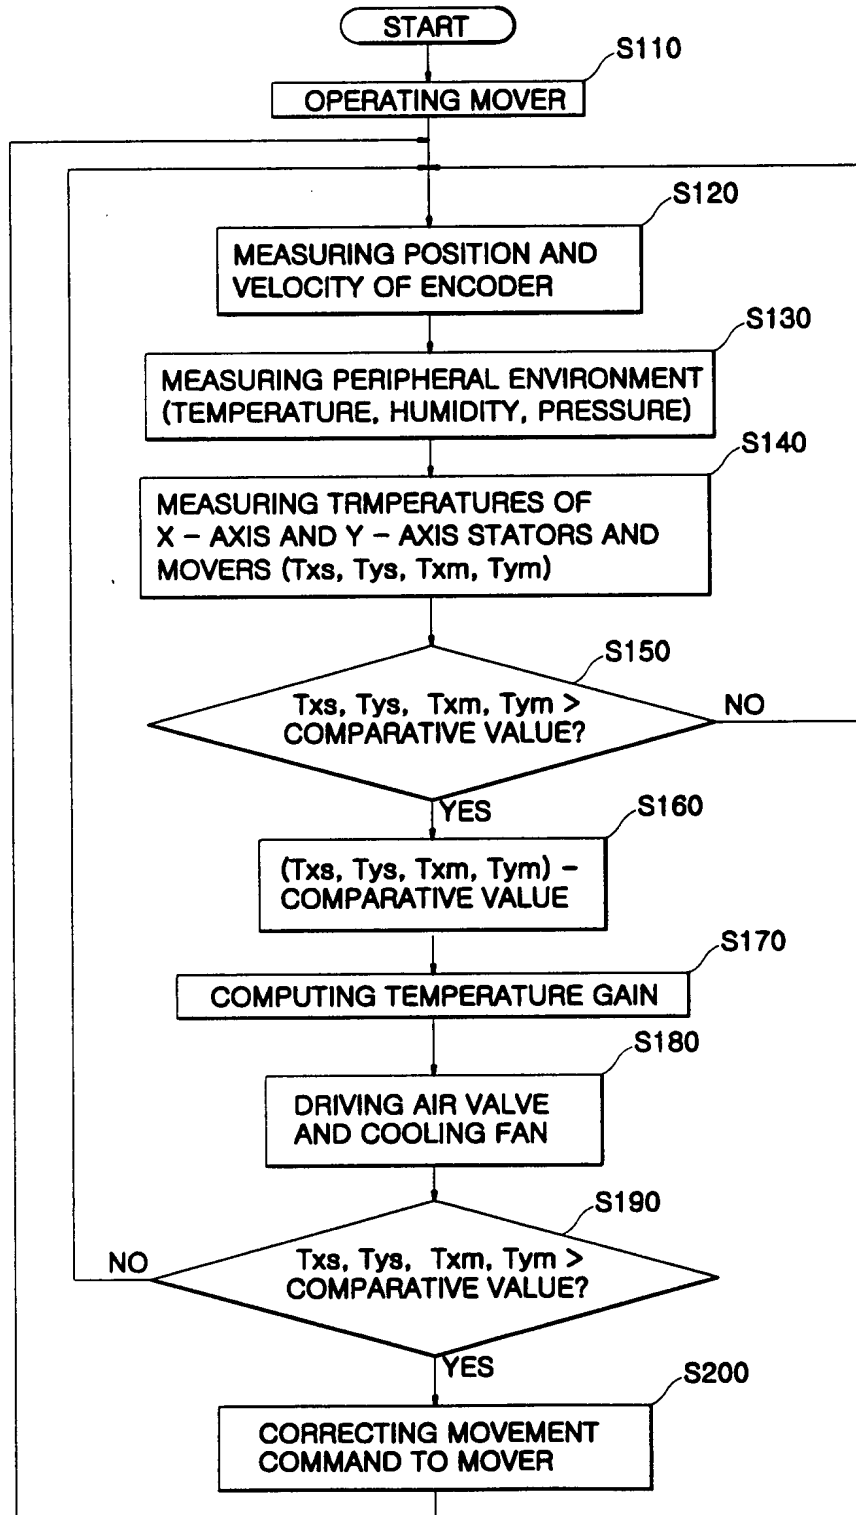 START
S110
OPERATING MOVER
S120
MEASURING POSITION AND
VELOCITY OF ENCODER
S130
MEASURING PERIPHERAL ENVIRONMENT
(TEMPERATURE, HUMIDITY, PRESSURE)
S140
MEASURING TRMPERATURES OF
X – AXIS AND Y – AXIS STATORS AND
MOVERS (Txs, Tys, Txm, Tym)
S150
Txs, Tys, Txm, Tym >
COMPARATIVE VALUE?
NO
YES
S160
(Txs, Tys, Txm, Tym) –
COMPARATIVE VALUE
S170
COMPUTING TEMPERATURE GAIN
S180
DRIVING AIR VALVE
AND COOLING FAN
S190
Txs, Tys, Txm, Tym >
COMPARATIVE VALUE?
NO
YES
S200
CORRECTING MOVEMENT
COMMAND TO MOVER